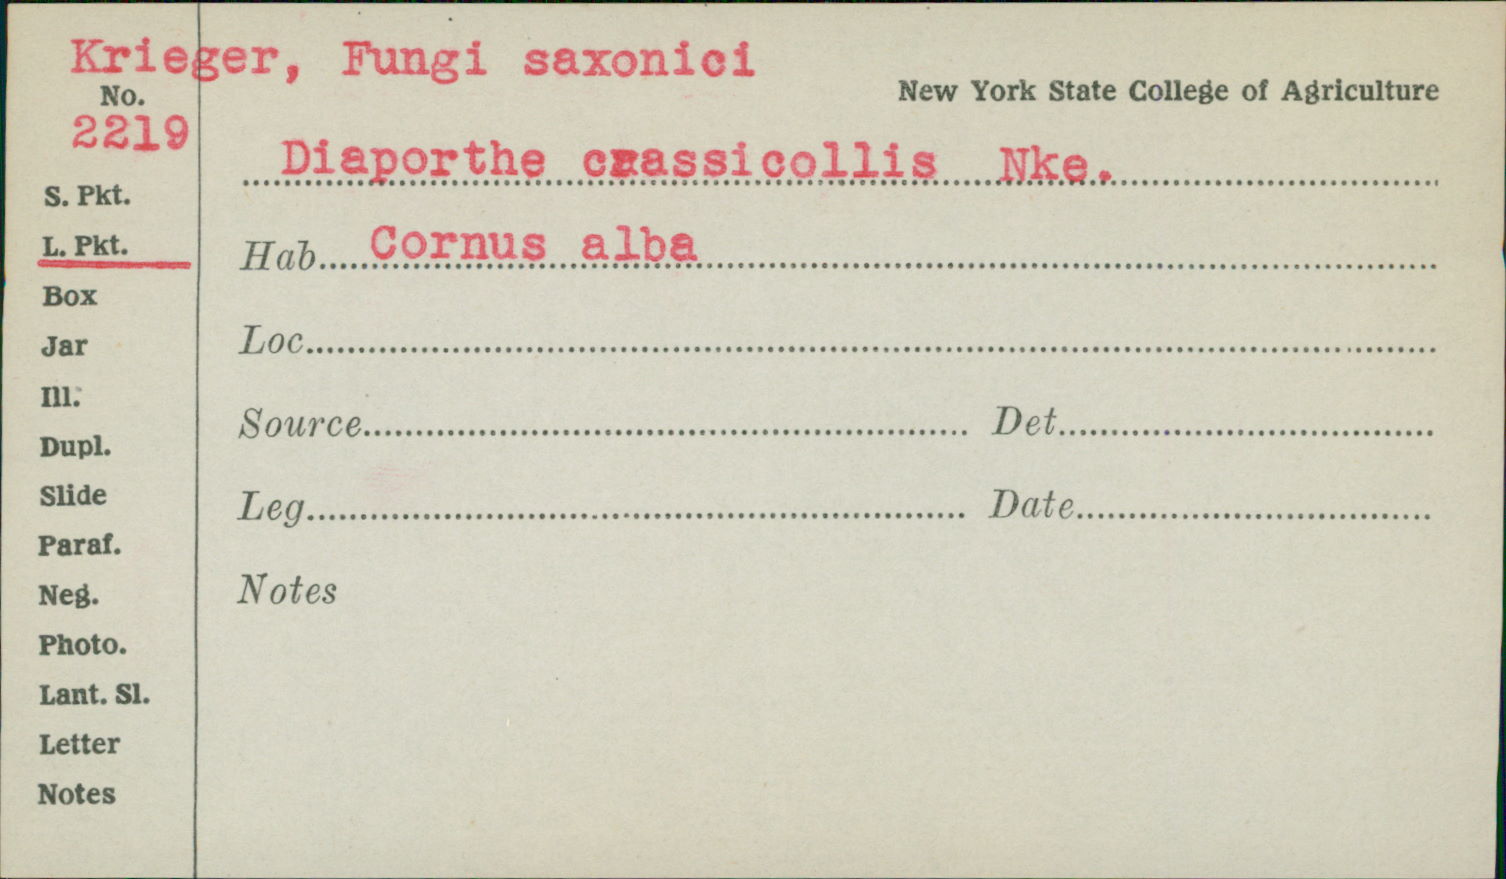 Krieger, Fungi saxonici
New York State College of Agriculture
No.
2219
Diaporthe crassicollis Nke.
S. Pkt.
L. Pkt.
Hab. Cornus alba
Box
Jar
Loc.
Ill.
Source
Det.
Dupl.
Slide
Leg.
Date
Paraf.
Neg.
Notes
Photo.
Lant. Sl.
Letter
Notes